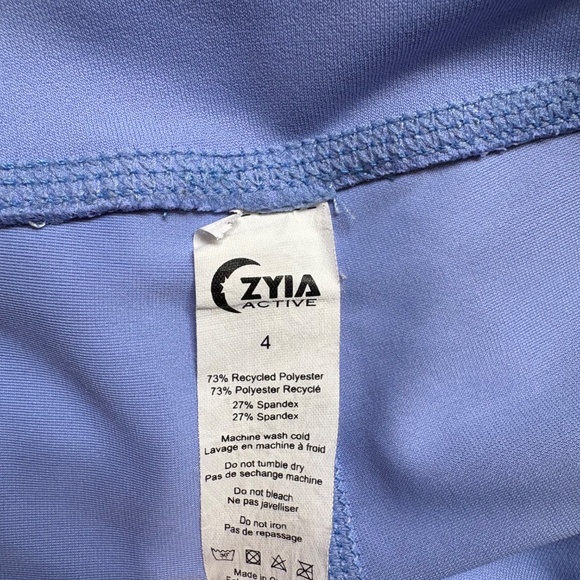 ZYIA
ACTIVE
4
73% Recycled Polyester
73% Polyester Recyclé
27% Spandex
27% Spandex
Machine wash cold
Lavage en machine à froid
Do not tumble dry
Pas de sechange machine
Do not bleach
Ne pas javelliser
Do not iron
Pas de repassage
Made in